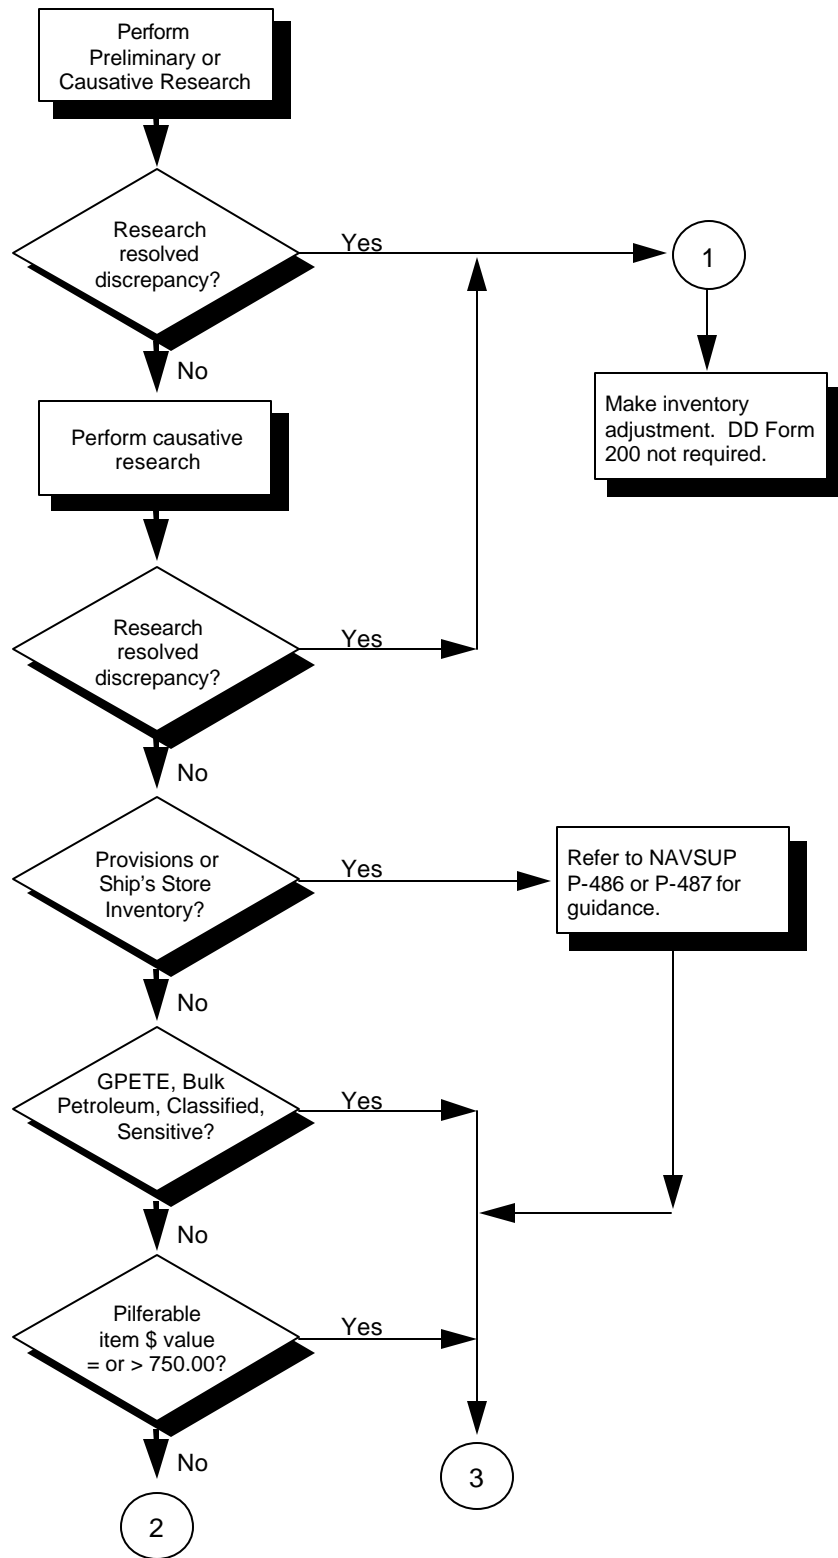 Perform
Preliminary or
Causative Research
Research
resolved
discrepancy?
Yes
1
No
Make inventory
adjustment.  DD Form
200 not required.
Perform causative
research
Research
resolved
discrepancy?
Yes
No
Provisions or
Ship's Store
Inventory?
Yes
Refer to NAVSUP
P-486 or P-487 for
guidance.
No
GPETE, Bulk
Petroleum, Classified,
Sensitive?
Yes
No
Pilferable
item $ value
= or > 750.00?
Yes
No
3
2